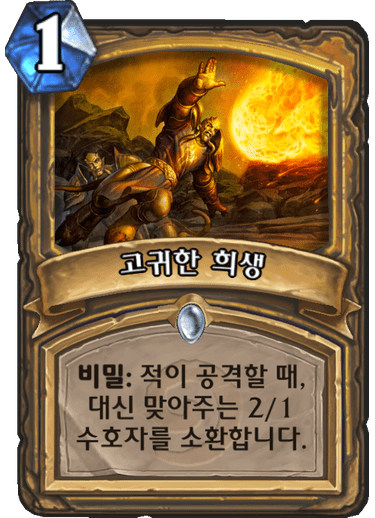 1
고귀한 희생
비밀: 적이 공격할 때,
대신 맞아주는 2/1
수호자를 소환합니다.